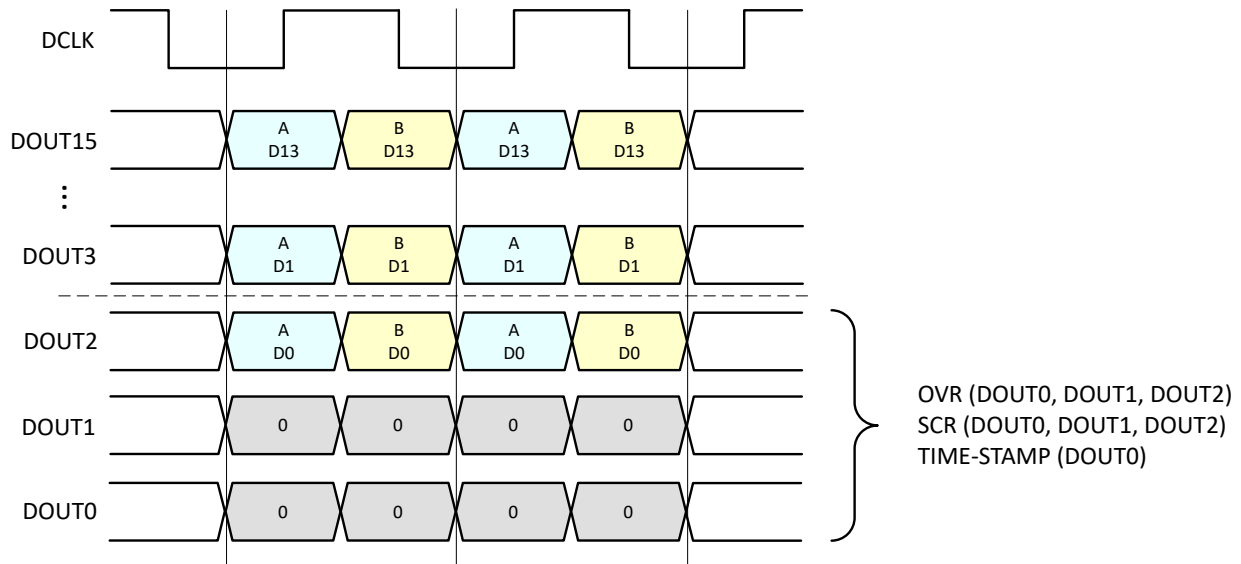 DCLK
DOUT15
A A B A B
D13 D13 D13 D13
⋮
DOUT3
A B A B
D1 D1 D1 D1
DOUT2
A B A B
D0 D0 D0 D0
DOUT1
0 0 0 0
DOUT0
0 0 0 0
OVR (DOUT0, DOUT1, DOUT2)
SCR (DOUT0, DOUT1, DOUT2)
TIME-STAMP (DOUT0)